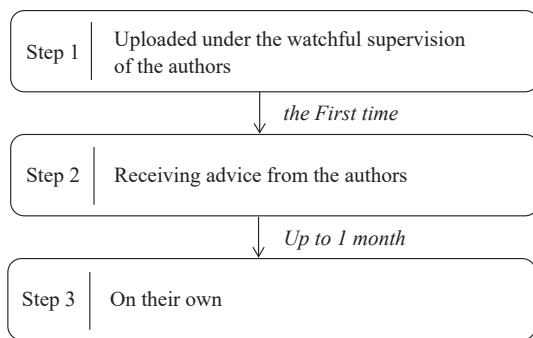 Step 1
Uploaded under the watchful supervision
of the authors
the First time
Step 2
Receiving advice from the authors
Up to 1 month
Step 3
On their own